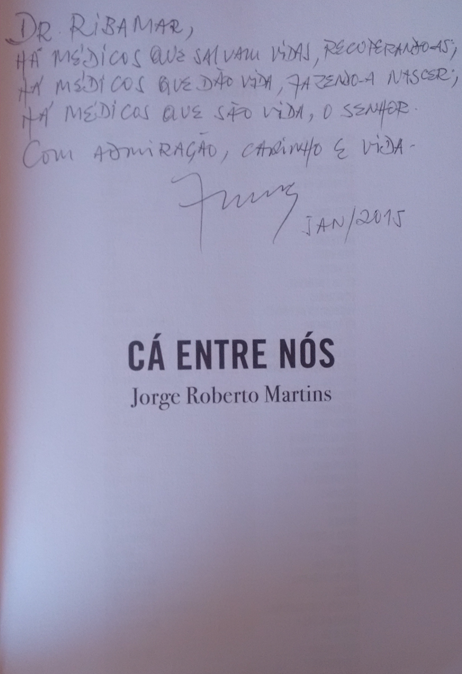 DR. RIBAMAR,
HÁ MÉDICOS QUE SALVAM VIDAS, RECUPERANDO-AS;
HÁ MÉDICOS QUE DÃO VIDA, FAZENDO-A NASCER;
HÁ MÉDICOS QUE SÃO VIDA, O SENHOR.
COM ADMIRAÇÃO, CARINHO E VIDA.
JAN/2015
CÁ ENTRE NÓS
Jorge Roberto Martins